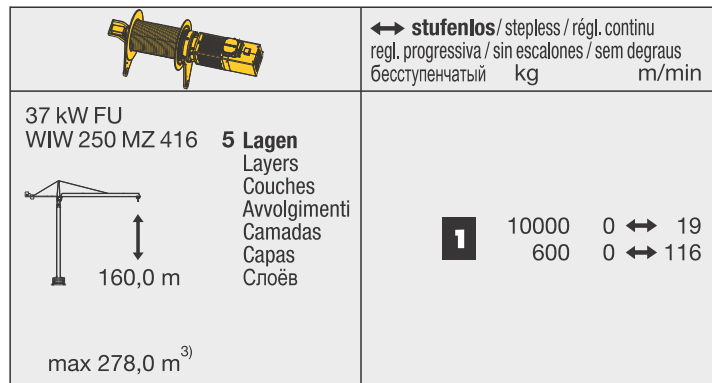 ↔ stufenlos / stepless / régl. continu
regl. progressiva / sin escalones / sem degraus
бесступенчатый kg m/min
37 kW FU
WIW 250 MZ 416 5 Lagen
Layers
Couches
Avvolgimenti
Camadas
Capas
160,0 m Слоёв
max 278,0 m3)
1 10000 0 ↔ 19
600 0 ↔ 116